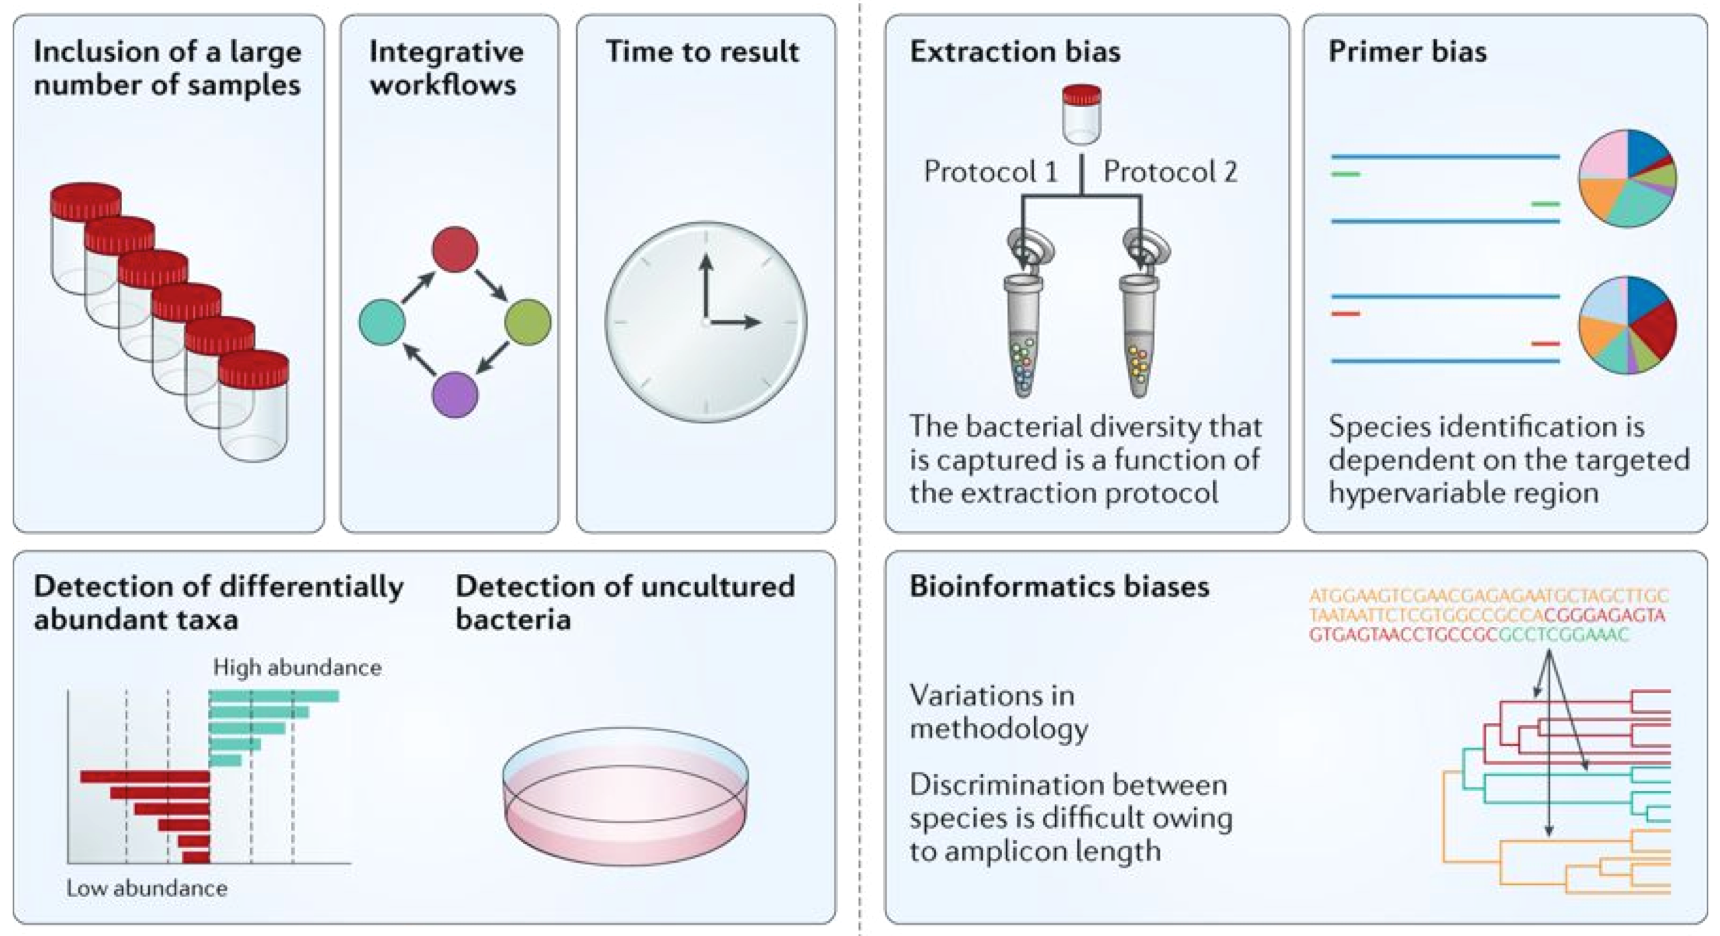 Inclusion of a large
number of samples
Integrative
workflows
Time to result
Detection of differentially
abundant taxa
High abundance
Low abundance
Detection of uncultured
bacteria
Extraction bias
Protocol 1
Protocol 2
The bacterial diversity that
is captured is a function of
the extraction protocol
Primer bias
Species identification is
dependent on the targeted
hypervariable region
Bioinformatics biases
Variations in
methodology
Discrimination between
species is difficult owing
to amplicon length
ATGGAAGTCGAACGAGAGAATGCTAGCTTGC
TAATAATTCTCGTGGCCGCCACGGGAGAGTA
GTGAGTAACCTGCCGCGCCTCGGAAAC